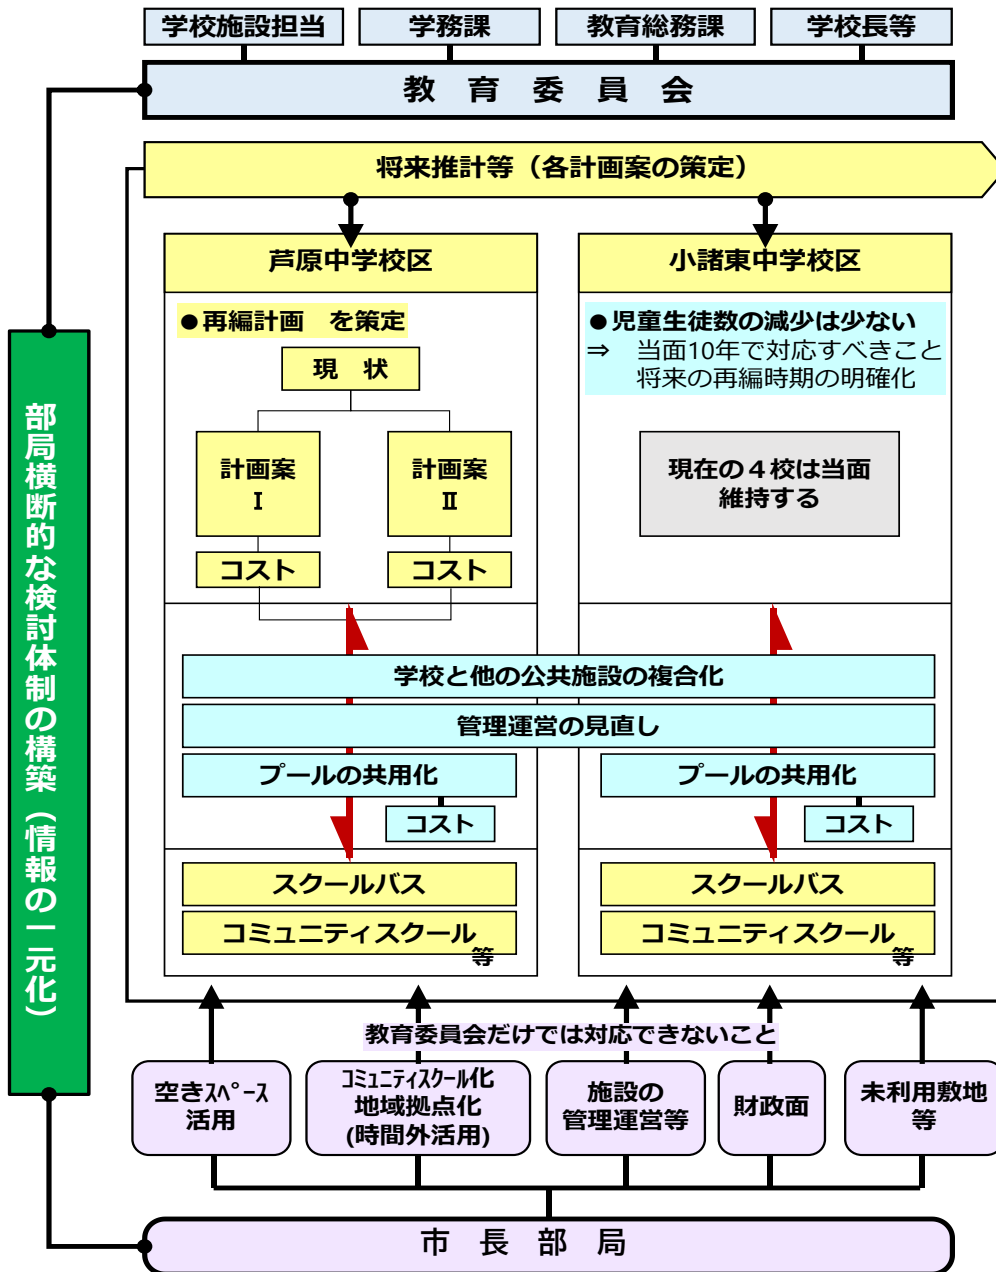 学校施設担当
学務課
教育総務課
学校長等
教育委員会
将来推計等（各計画案の策定）
芦原中学校区
●再編計画　を策定
現　状
計画案
Ⅰ
計画案
Ⅱ
コスト
コスト
小諸東中学校区
●児童生徒数の減少は少ない
⇒　当面10年で対応すべきこと
将来の再編時期の明確化
現在の４校は当面
維持する
学校と他の公共施設の複合化
管理運営の見直し
プールの共用化
コスト
プールの共用化
コスト
スクールバス
コミュニティスクール
等
スクールバス
コミュニティスクール
等
部局横断的な検討体制の構築（情報の一元化）
教育委員会だけでは対応できないこと
空きｽﾍﾟｰｽ
活用
ｺﾐｭﾆﾃｨｽｸｰﾙ化
地域拠点化
(時間外活用)
施設の
管理運営等
財政面
未利用敷地
等
市長部局